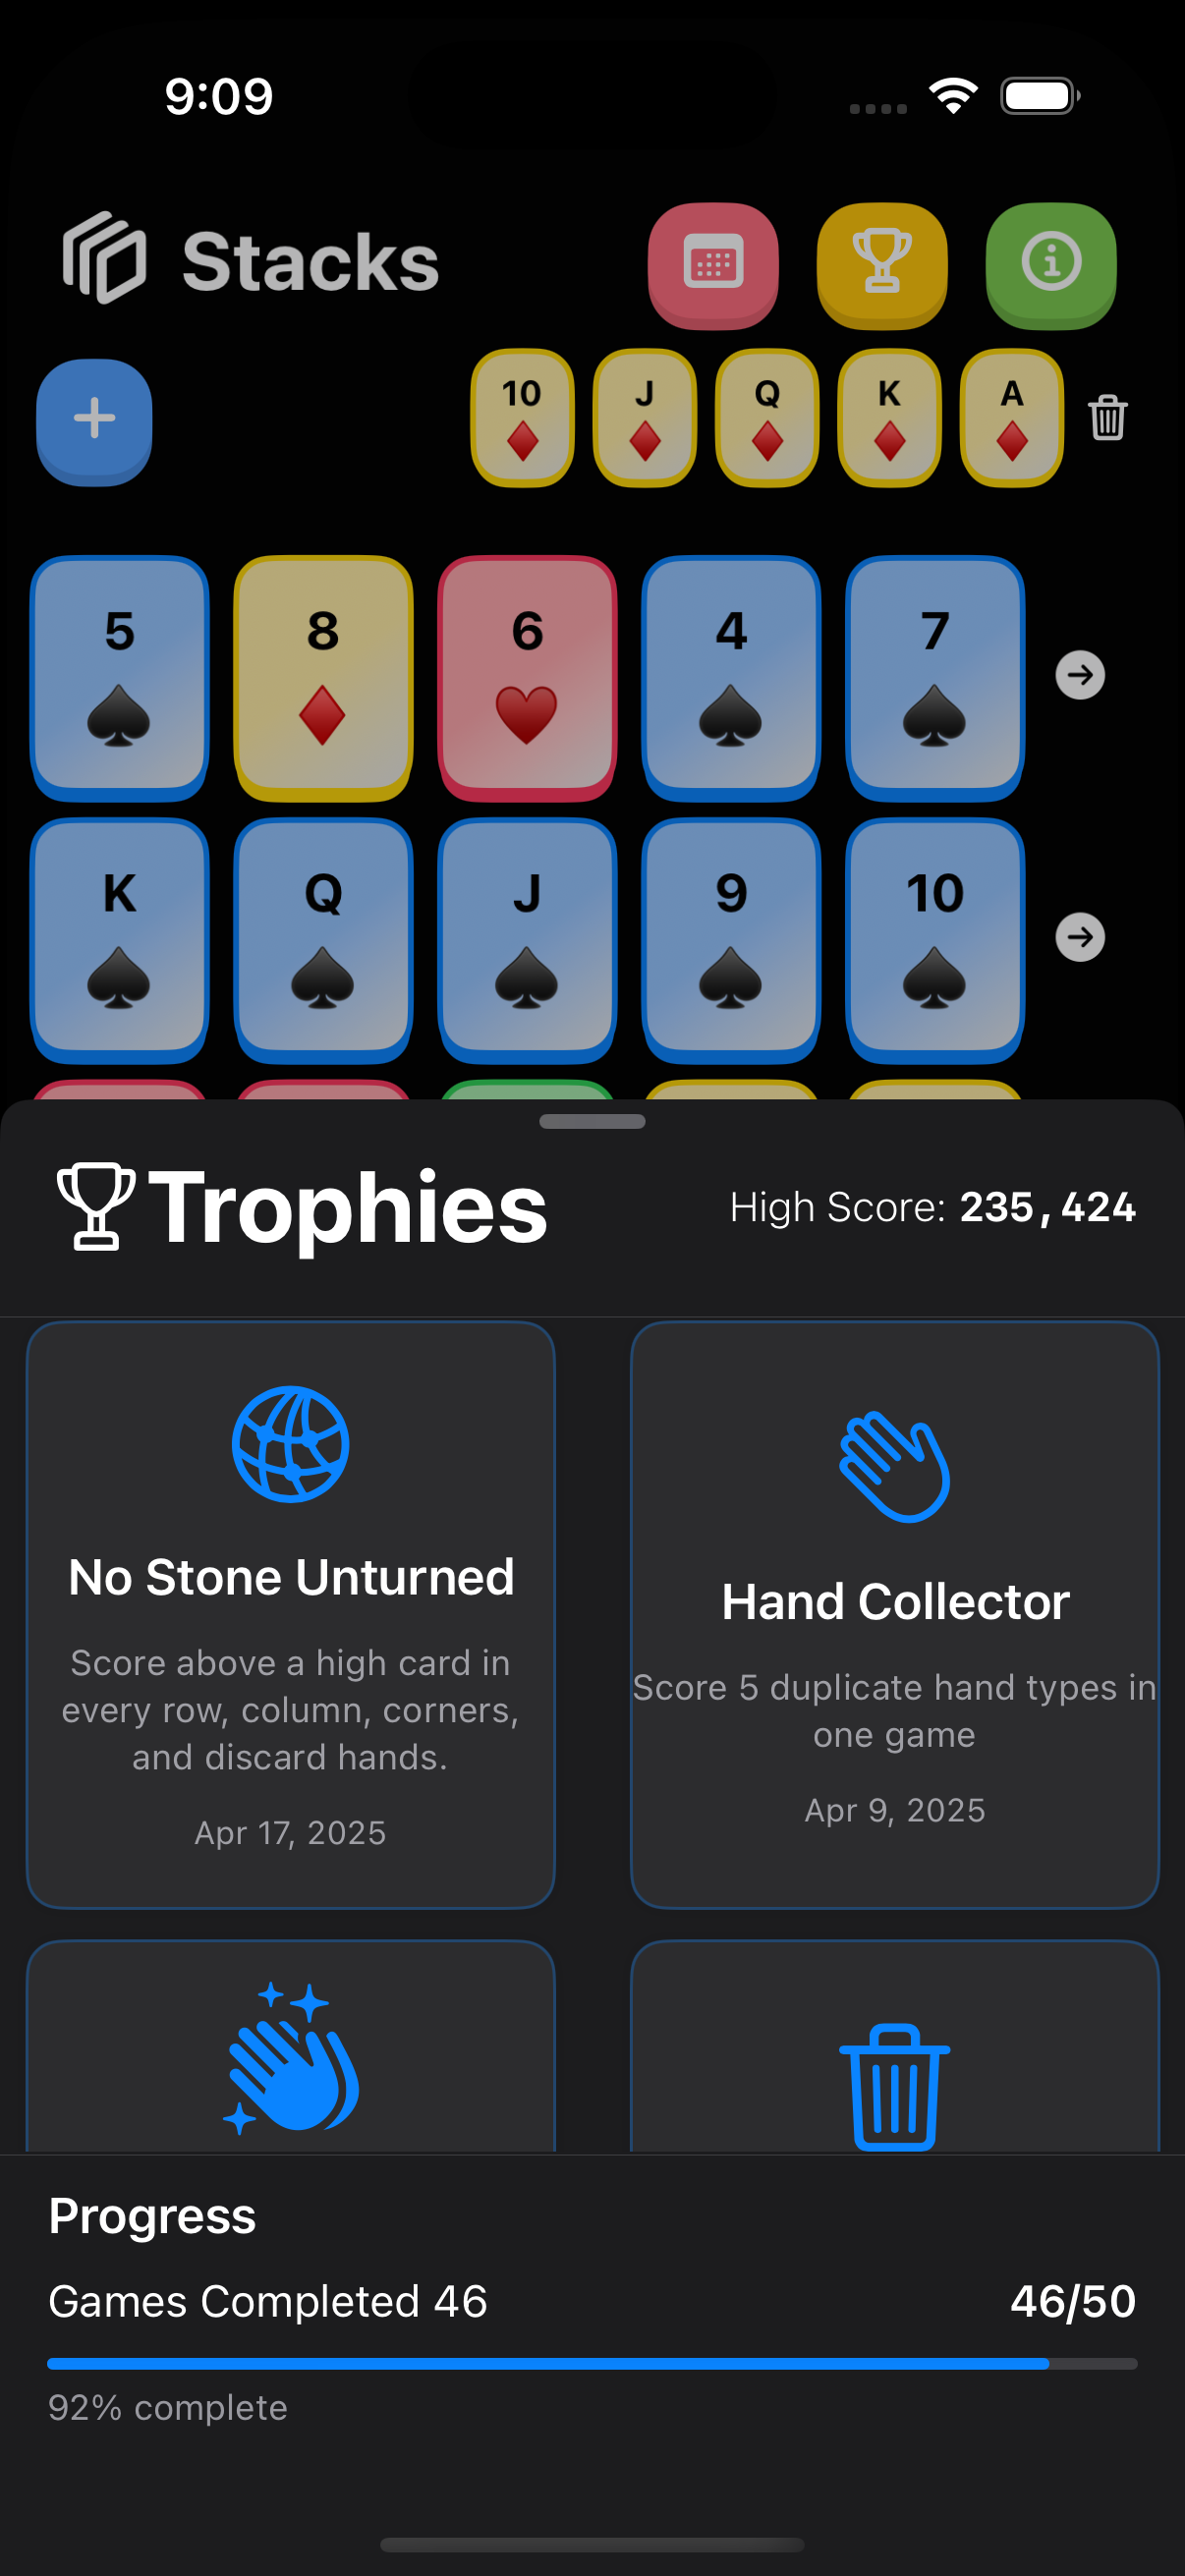 9:09
Stacks
10 J Q K A
5 8 6 4 7
K Q J 9 10
Trophies
High Score: 235,424
No Stone Unturned
Score above a high card in
every row, column, corners,
and discard hands.
Apr 17, 2025
Hand Collector
Score 5 duplicate hand types in
one game
Apr 9, 2025
Progress
Games Completed 46
46/50
92% complete